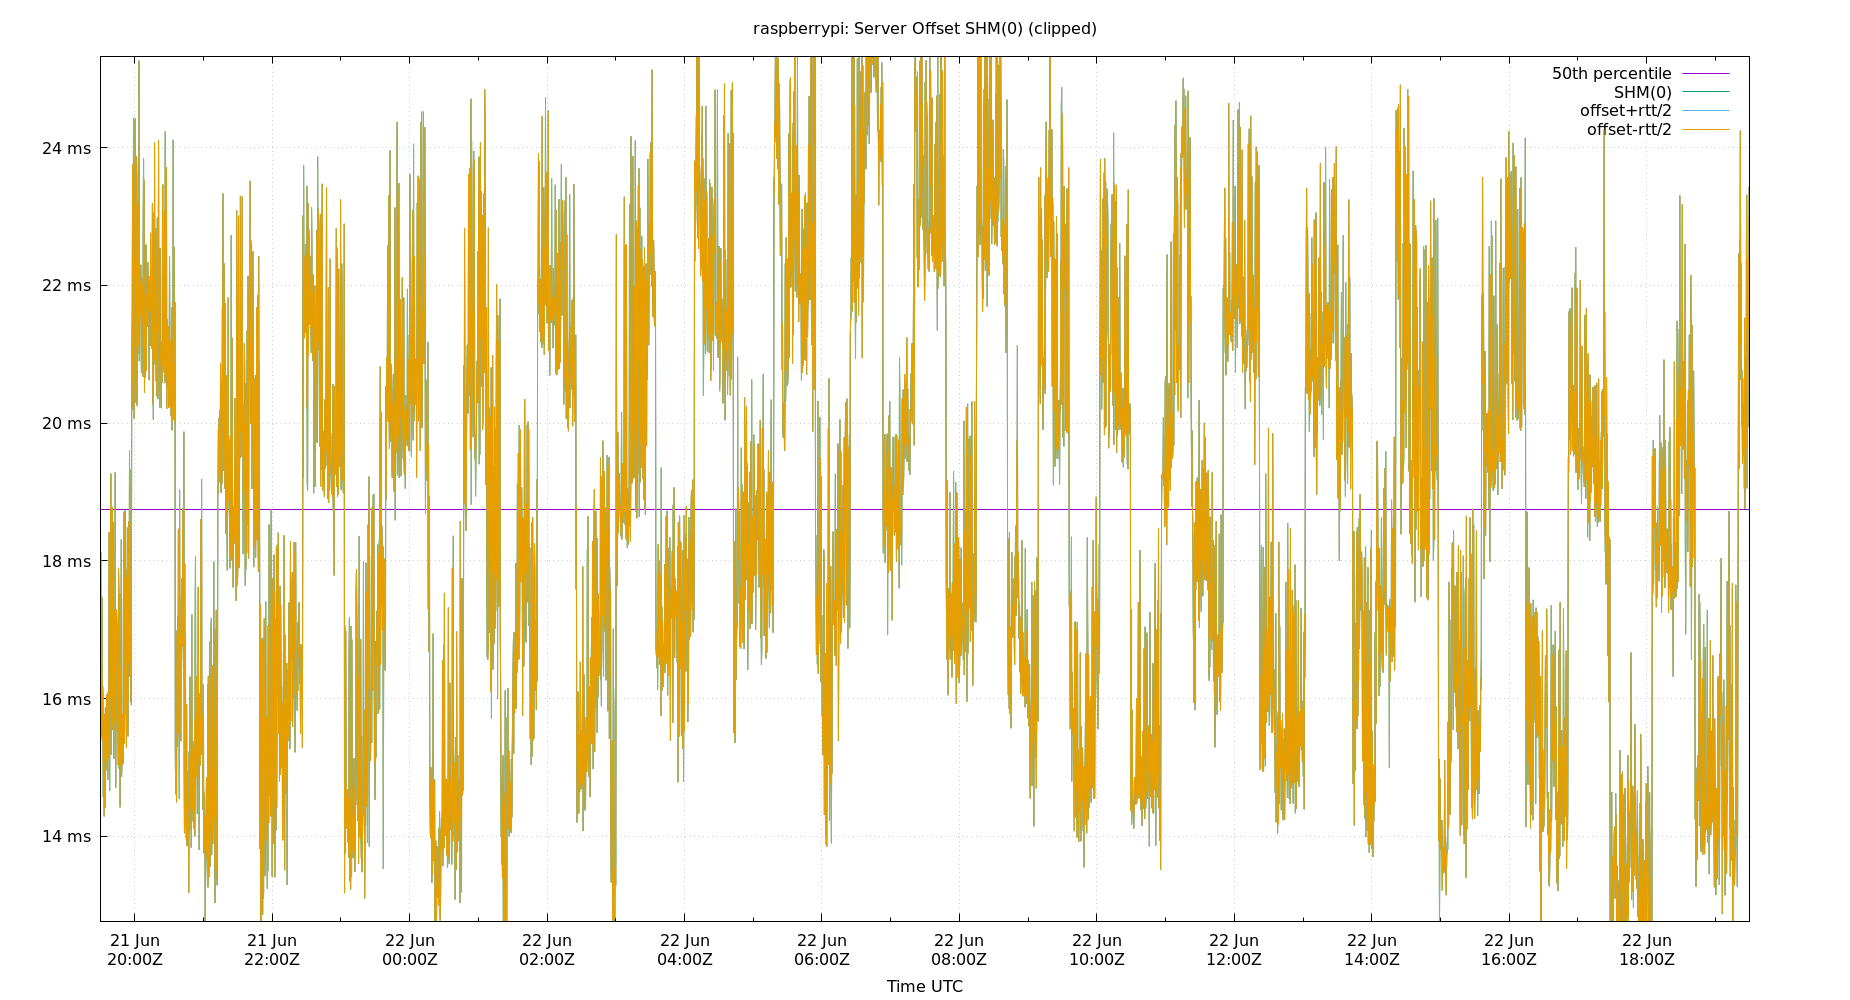 raspberrypi: Server Offset SHM(0) (clipped)
50th percentile
SHM(0)
offset+rtt/2
offset-rtt/2
24 ms
22 ms
20 ms
18 ms
16 ms
14 ms
21 Jun 21 Jun 22 Jun 22 Jun 22 Jun 22 Jun 22 Jun 22 Jun 22 Jun 22 Jun 22 Jun 22 Jun
20:00Z 22:00Z 00:00Z 02:00Z 04:00Z 06:00Z 08:00Z 10:00Z 12:00Z 14:00Z 16:00Z 18:00Z
Time UTC